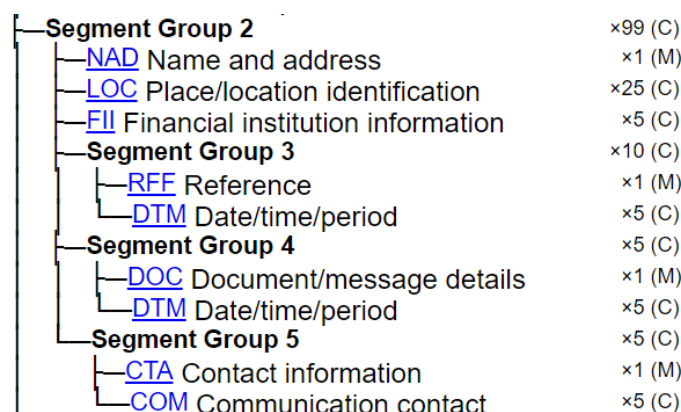 Segment Group 2 ×99 (C)
NAD Name and address ×1 (M)
LOC Place/location identification ×25 (C)
FII Financial institution information ×5 (C)
Segment Group 3 ×10 (C)
RFF Reference ×1 (M)
DTM Date/time/period ×5 (C)
Segment Group 4 ×5 (C)
DOC Document/message details ×1 (M)
DTM Date/time/period ×5 (C)
Segment Group 5 ×5 (C)
CTA Contact information ×1 (M)
COM Communication contact ×5 (C)